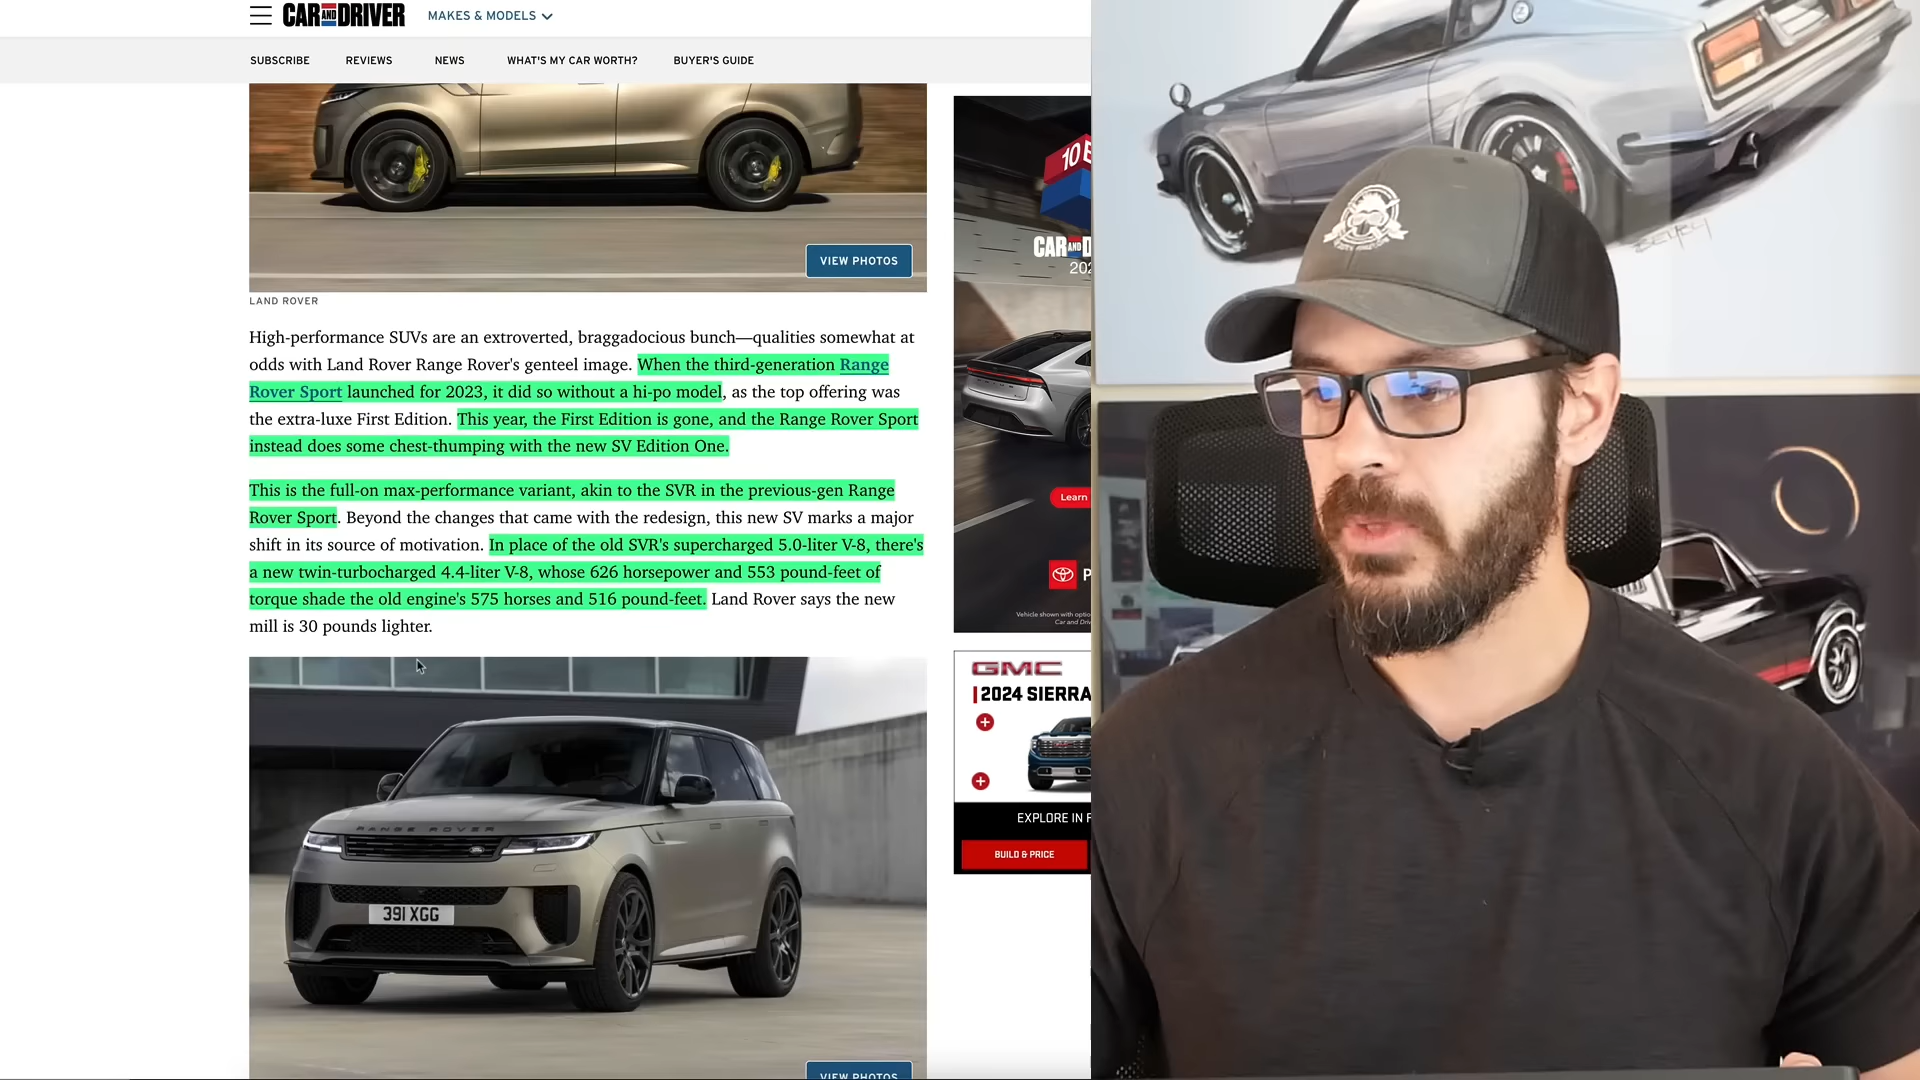 CAR AND DRIVER
MAKES & MODELS
SUBSCRIBE
REVIEWS
NEWS
WHAT'S MY CAR WORTH?
BUYER'S GUIDE
VIEW PHOTOS
LAND ROVER
High-performance SUVs are an extroverted, braggadocious bunch—qualities somewhat at
odds with Land Rover Range Rover's genteel image. When the third-generation Range
Rover Sport launched for 2023, it did so without a hi-po model, as the top offering was
the extra-luxe First Edition. This year, the First Edition is gone, and the Range Rover Sport
instead does some chest-thumping with the new SV Edition One.
This is the full-on max-performance variant, akin to the SVR in the previous-gen Range
Rover Sport. Beyond the changes that came with the redesign, this new SV marks a major
shift in its source of motivation. In place of the old SVR's supercharged 5.0-liter V-8, there's
a new twin-turbocharged 4.4-liter V-8, whose 626 horsepower and 553 pound-feet of
torque shade the old engine's 575 horses and 516 pound-feet. Land Rover says the new
mill is 30 pounds lighter.
RANGE ROVER
391 XGG
VIEW PHOTOS
10
CAR AND
Learn
Vehicle shown with
Car and
GMC
2024 SIERRA
EXPLORE IN
BUILD & PRICE